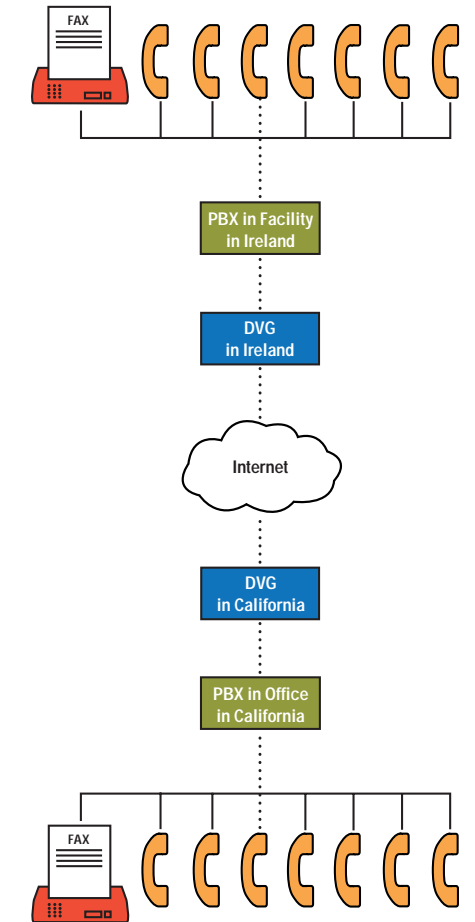 FAX
PBX in Facility
in Ireland
DVG
in Ireland
Internet
DVG
in California
PBX in Office
in California
FAX